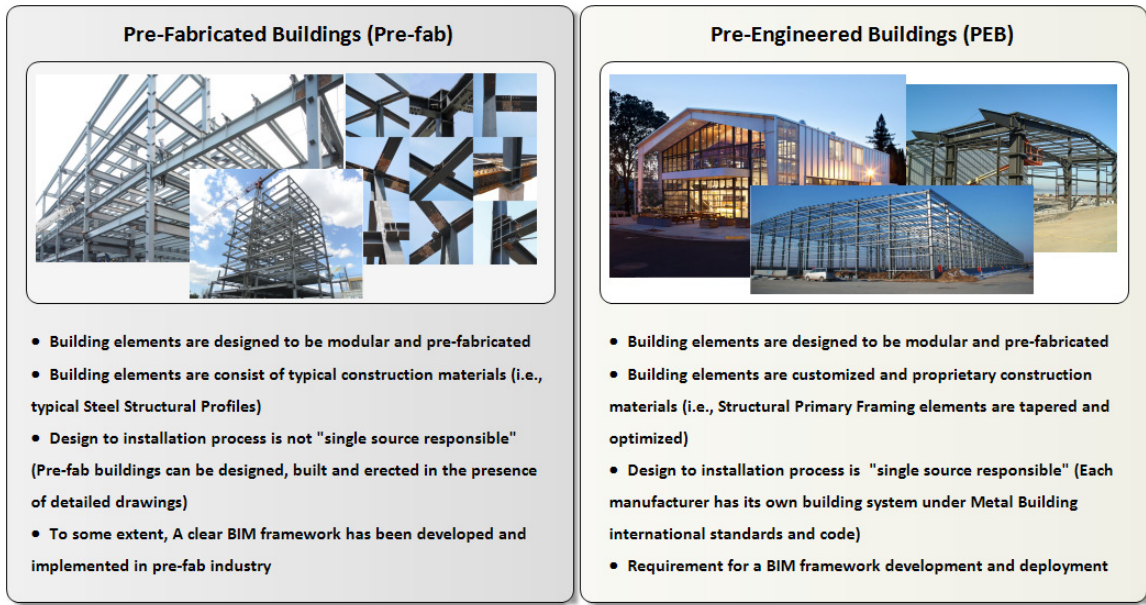 Pre-Fabricated Buildings (Pre-fab)
● Building elements are designed to be modular and pre-fabricated
● Building elements are consist of typical construction materials (i.e.,
typical Steel Structural Profiles)
● Design to installation process is not "single source responsible"
(Pre-fab buildings can be designed, built and erected in the presence
of detailed drawings)
● To some extent, A clear BIM framework has been developed and
implemented in pre-fab industry
Pre-Engineered Buildings (PEB)
● Building elements are designed to be modular and pre-fabricated
● Building elements are customized and proprietary construction
materials (i.e., Structural Primary Framing elements are tapered and
optimized)
● Design to installation process is  "single source responsible" (Each
manufacturer has its own building system under Metal Building
international standards and code)
● Requirement for a BIM framework development and deployment